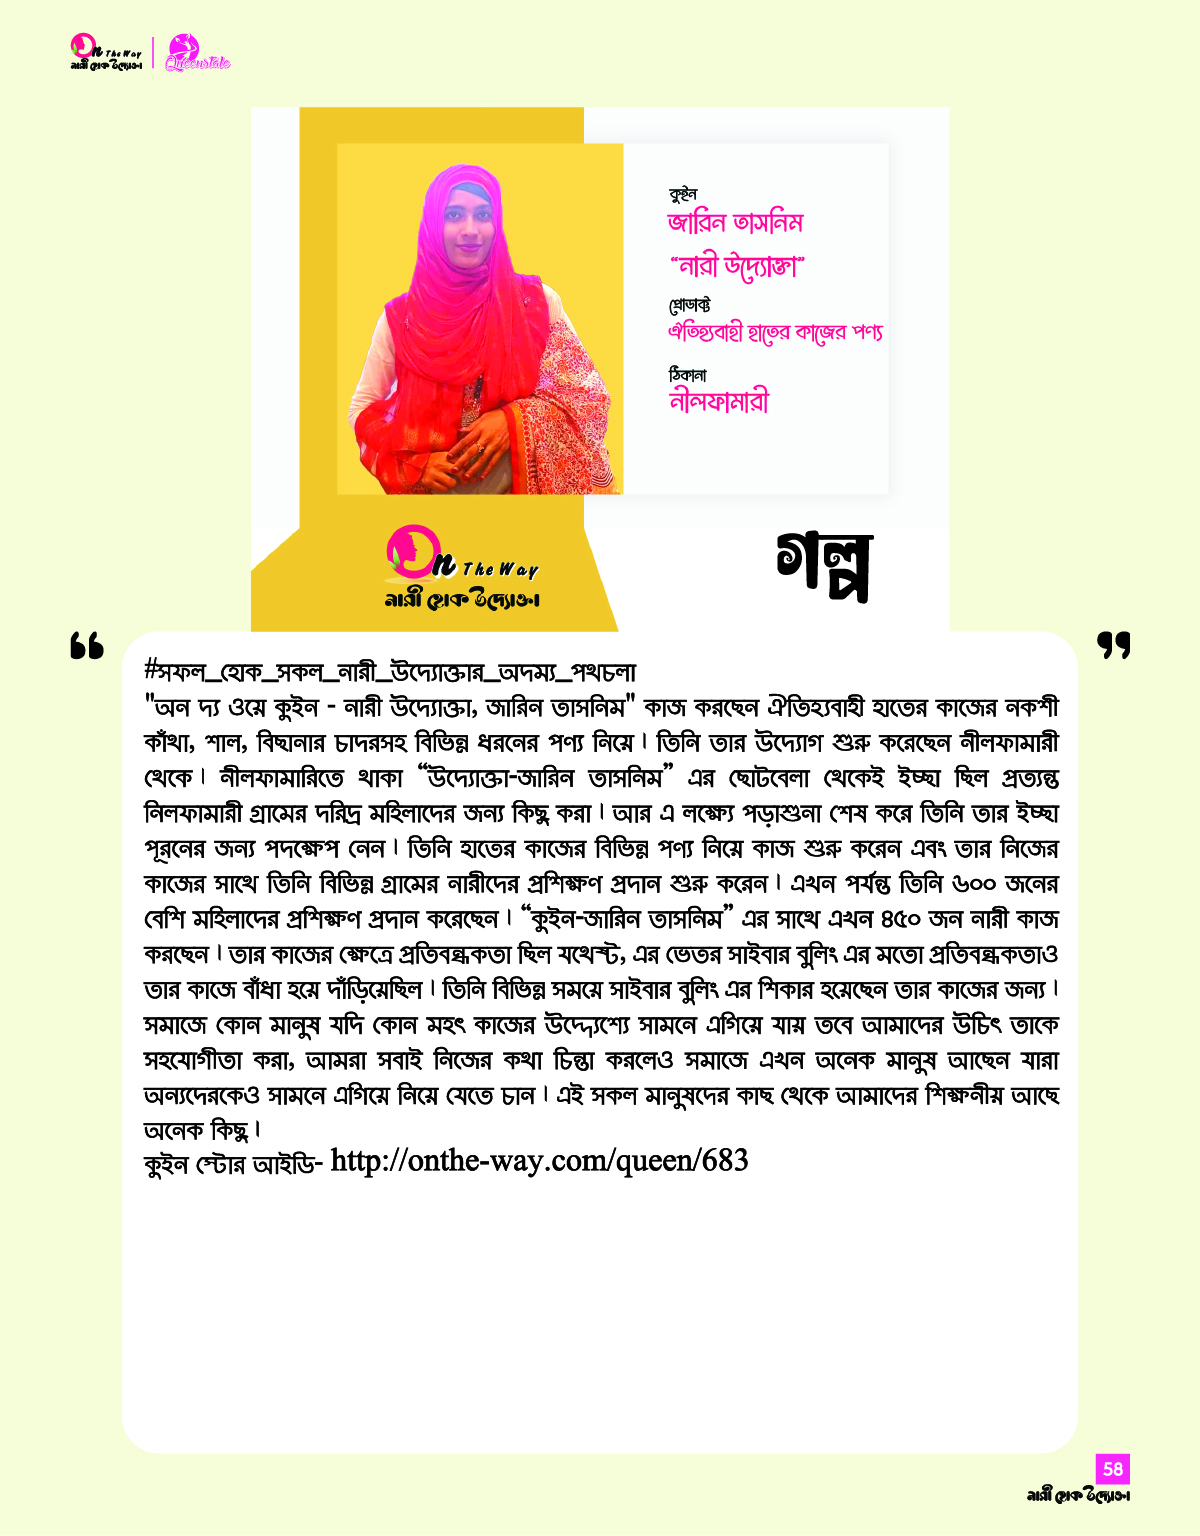 On The Way
নারী হোক উদ্যোক্তা
Queenstale
কুইন
জারিন তাসনিম
“নারী উদ্যোক্তা”
প্রোডাক্ট
ঐতিহ্যবাহী হাতের কাজের পণ্য
ঠিকানা
নীলফামারী
On The Way
নারী হোক উদ্যোক্তা
গল্প
#সফল_হোক_সকল_নারী_উদ্যোক্তার_অদম্য_পথচলা
"অন দ্য ওয়ে কুইন - নারী উদ্যোক্তা, জারিন তাসনিম" কাজ করছেন ঐতিহ্যবাহী হাতের কাজের নকশী
কাঁথা, শাল, বিছানার চাদরসহ বিভিন্ন ধরনের পণ্য নিয়ে। তিনি তার উদ্যোগ শুরু করেছেন নীলফামারী
থেকে। নীলফামারিতে থাকা “উদ্যোক্তা-জারিন তাসনিম” এর ছোটবেলা থেকেই ইচ্ছা ছিল প্রত্যন্ত
নিলফামারী গ্রামের দরিদ্র মহিলাদের জন্য কিছু করা। আর এ লক্ষ্যে পড়াশুনা শেষ করে তিনি তার ইচ্ছা
পূরনের জন্য পদক্ষেপ নেন। তিনি হাতের কাজের বিভিন্ন পণ্য নিয়ে কাজ শুরু করেন এবং তার নিজের
কাজের সাথে তিনি বিভিন্ন গ্রামের নারীদের প্রশিক্ষণ প্রদান শুরু করেন। এখন পর্যন্ত তিনি ৬০০ জনের
বেশি মহিলাদের প্রশিক্ষণ প্রদান করেছেন। “কুইন-জারিন তাসনিম” এর সাথে এখন ৪৫০ জন নারী কাজ
করছেন। তার কাজের ক্ষেত্রে প্রতিবন্ধকতা ছিল যথেস্ট, এর ভেতর সাইবার বুলিং এর মতো প্রতিবন্ধকতাও
তার কাজে বাঁধা হয়ে দাঁড়িয়েছিল। তিনি বিভিন্ন সময়ে সাইবার বুলিং এর শিকার হয়েছেন তার কাজের জন্য।
সমাজে কোন মানুষ যদি কোন মহৎ কাজের উদ্দ্যেশ্যে সামনে এগিয়ে যায় তবে আমাদের উচিৎ তাকে
সহযোগীতা করা, আমরা সবাই নিজের কথা চিন্তা করলেও সমাজে এখন অনেক মানুষ আছেন যারা
অন্যদেরকেও সামনে এগিয়ে নিয়ে যেতে চান। এই সকল মানুষদের কাছ থেকে আমাদের শিক্ষনীয় আছে
অনেক কিছু।
কুইন স্টোর আইডি- http://onthe-way.com/queen/683
58
নারী হোক উদ্যোক্তা